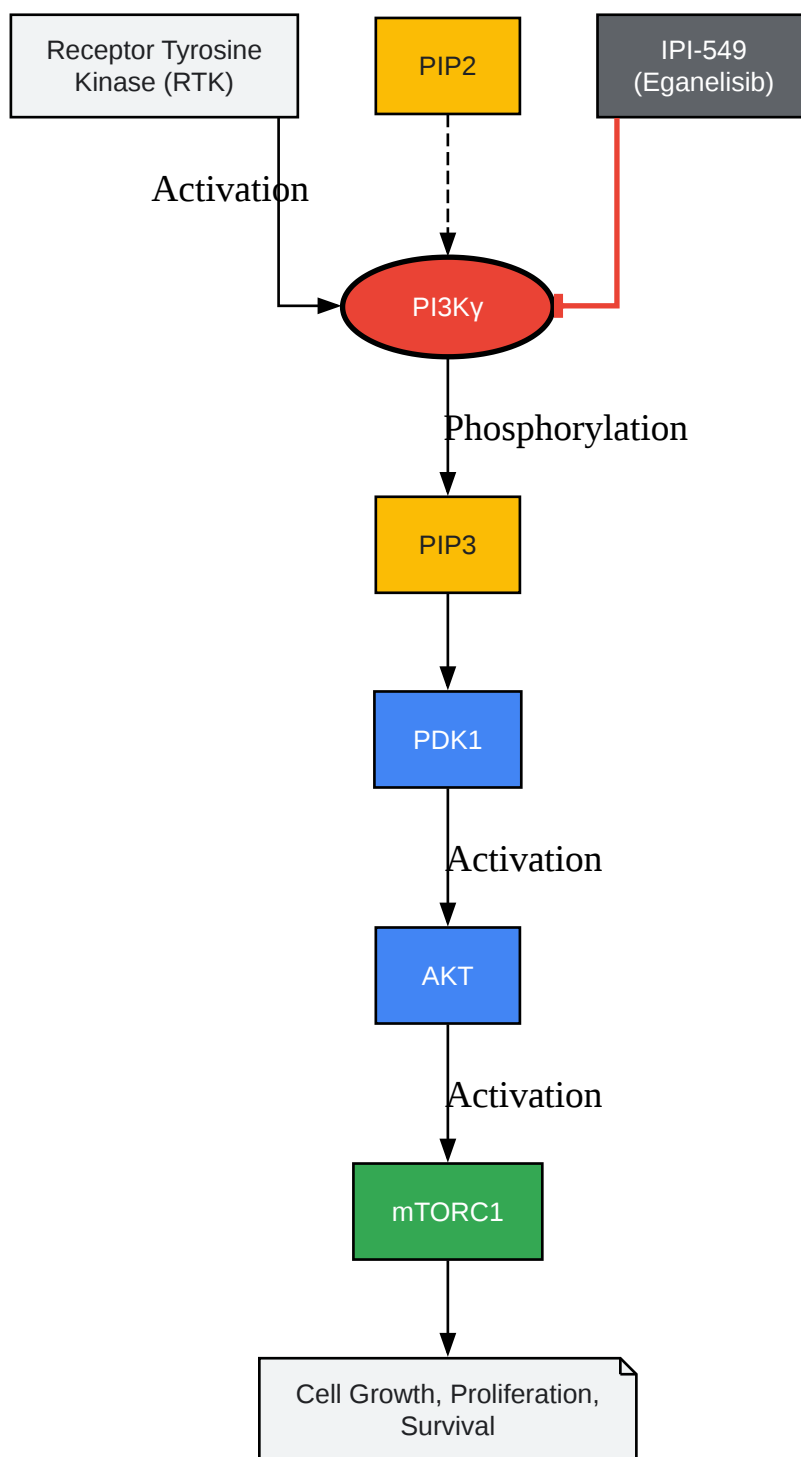 Receptor Tyrosine
Kinase (RTK)
PIP2
IPI-549
(Eganelisib)
Activation
PI3Kγ
Phosphorylation
PIP3
PDK1
Activation
AKT
Activation
mTORC1
Cell Growth, Proliferation,
Survival